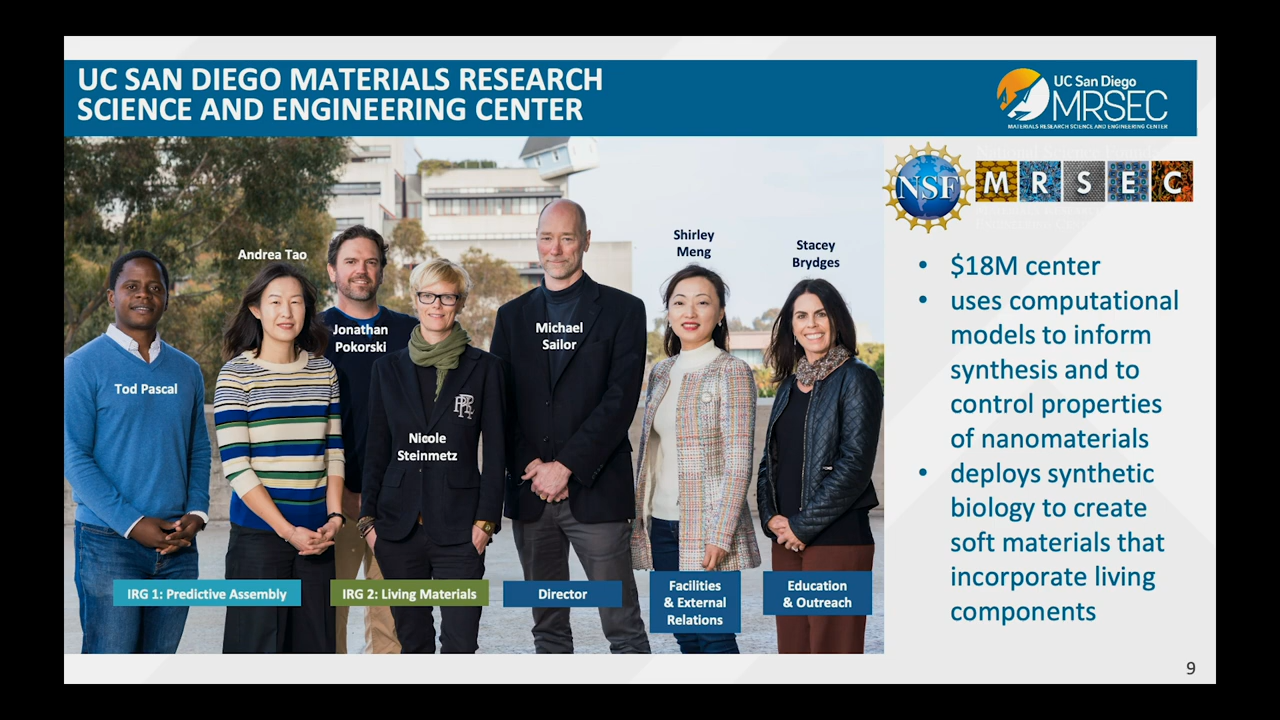 UC SAN DIEGO MATERIALS RESEARCH
SCIENCE AND ENGINEERING CENTER
UC San Diego
MRSEC
MATERIALS RESEARCH SCIENCE AND ENGINEERING CENTER
NSF
M R S E C
Tod Pascal
Andrea Tao
Jonathan
Pokorski
Nicole
Steinmetz
Michael
Sailor
Shirley
Meng
Stacey
Brydges
IRG 1: Predictive Assembly
IRG 2: Living Materials
Director
Facilities
& External
Relations
Education
& Outreach
• $18M center
• uses computational
models to inform
synthesis and to
control properties
of nanomaterials
• deploys synthetic
biology to create
soft materials that
incorporate living
components
9